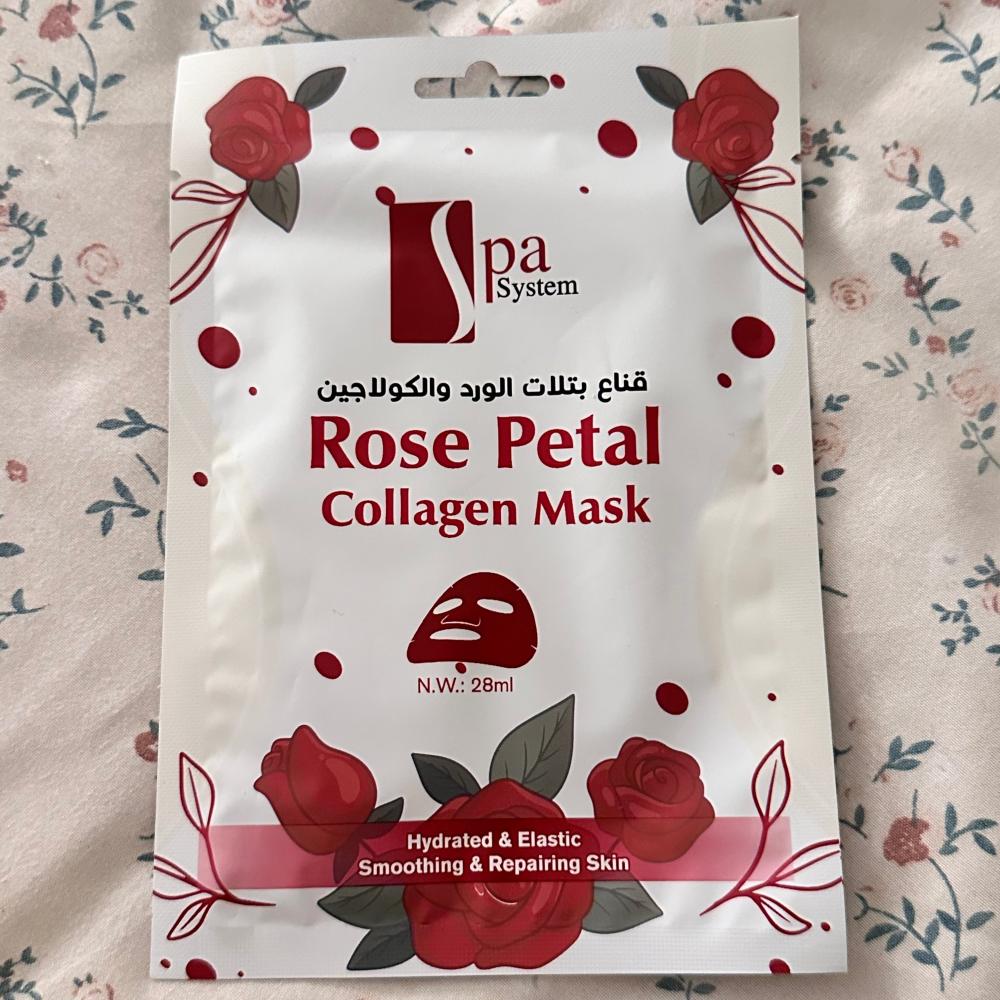 Spa
System
قناع بتلات الورد والكولاجين
Rose Petal
Collagen Mask
N.W.: 28ml
Hydrated & Elastic
Smoothing & Repairing Skin